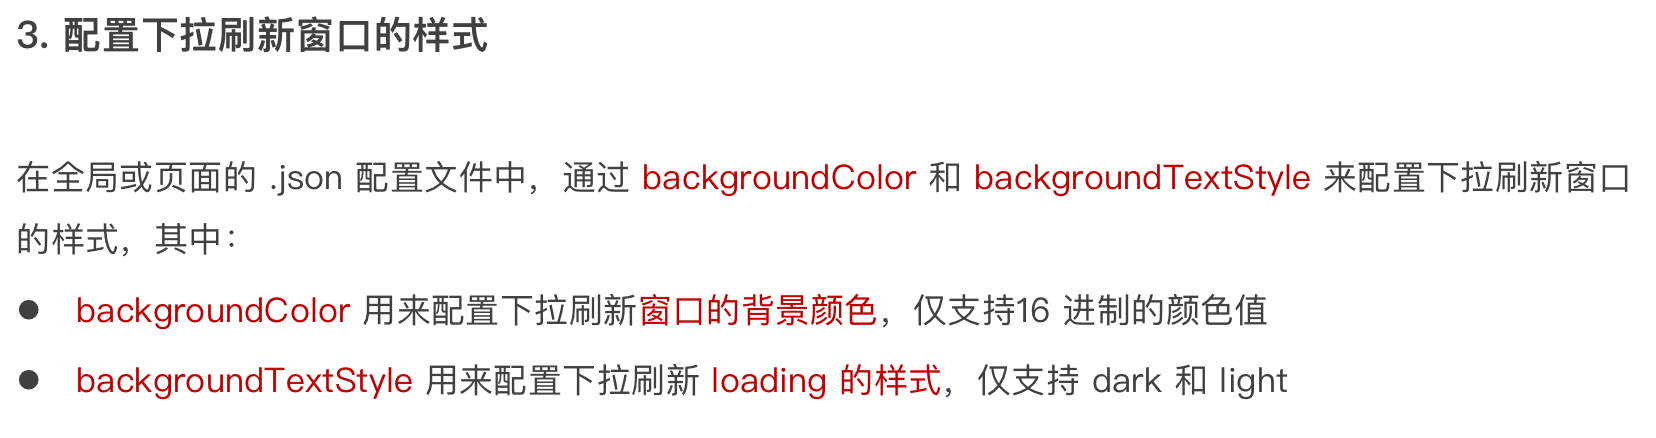 3. 配置下拉刷新窗口的样式
在全局或页面的 .json 配置文件中，通过 backgroundColor 和 backgroundTextStyle 来配置下拉刷新窗口
的样式，其中：
● backgroundColor 用来配置下拉刷新窗口的背景颜色，仅支持16 进制的颜色值
● backgroundTextStyle 用来配置下拉刷新 loading 的样式，仅支持 dark 和 light